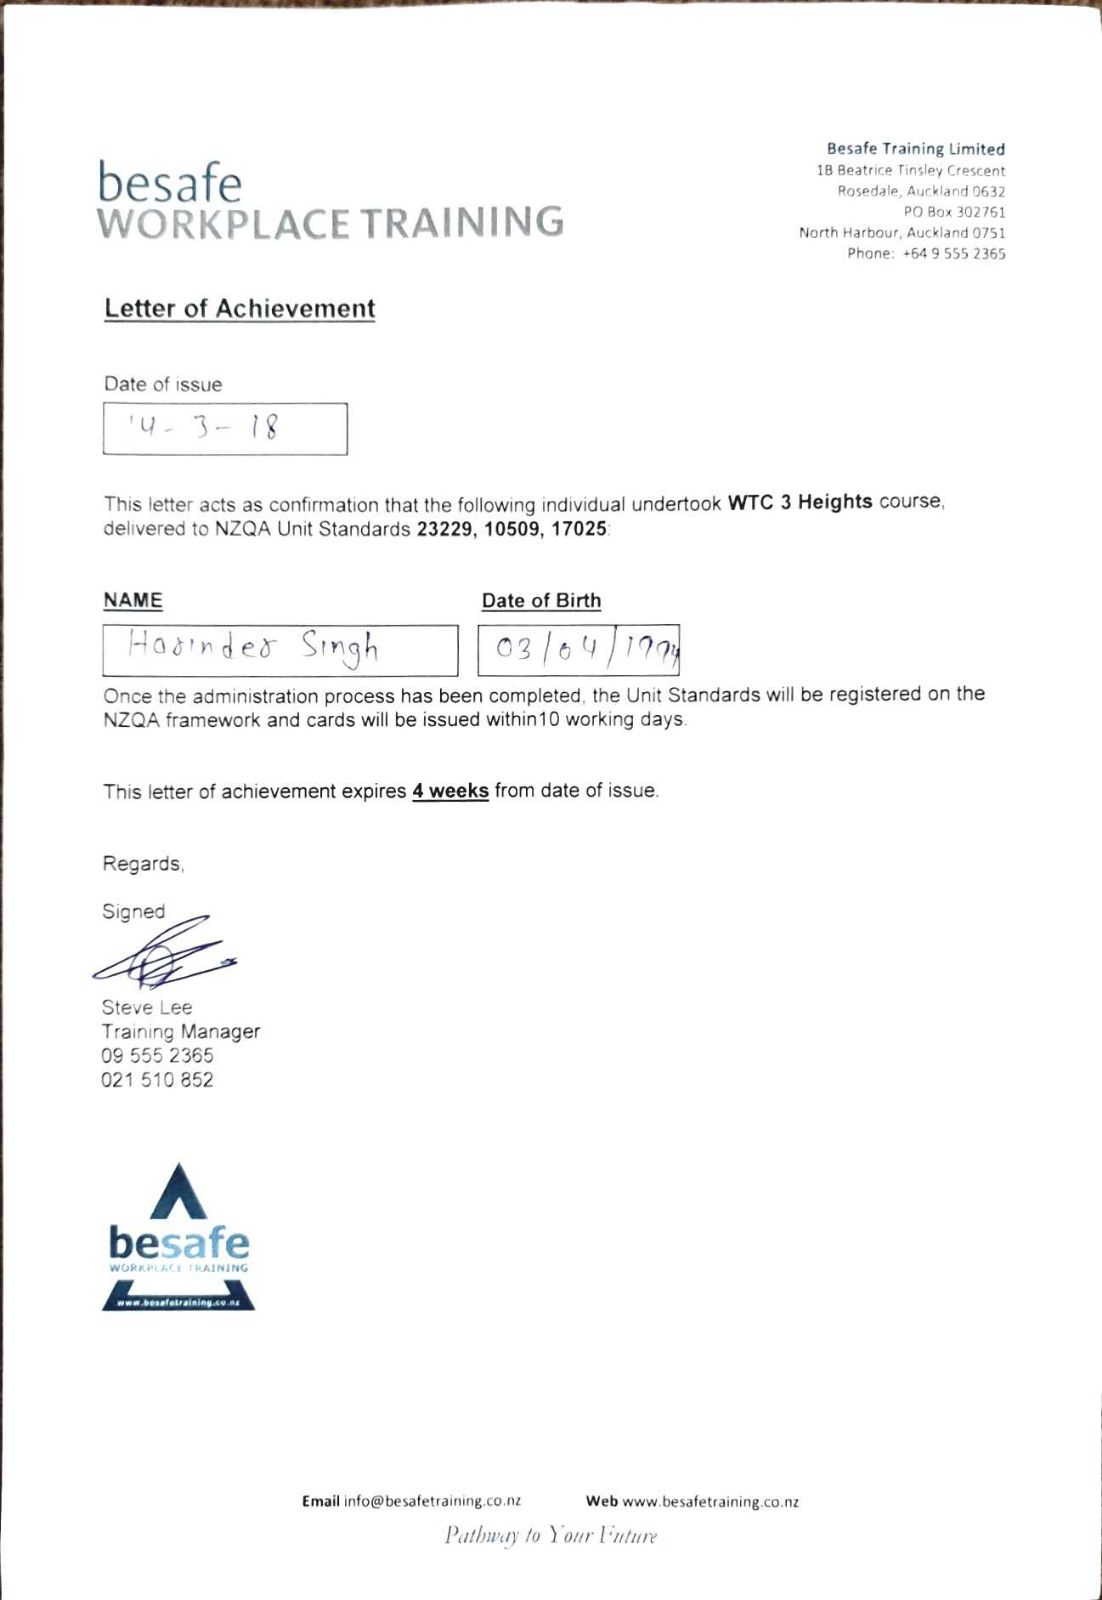 besafe
WORKPLACE TRAINING
Besafe Training Limited
1B Beatrice Tinsley Crescent
Rosedale, Auckland 0632
PO Box 302761
North Harbour, Auckland 0751
Phone: +64 9 555 2365
Letter of Achievement
Date of issue
14-3-18
This letter acts as confirmation that the following individual undertook WTC 3 Heights course,
delivered to NZQA Unit Standards 23229, 10509, 17025:
NAME Date of Birth
Harinder Singh 03/04/1994
Once the administration process has been completed, the Unit Standards will be registered on the
NZQA framework and cards will be issued within10 working days.
This letter of achievement expires 4 weeks from date of issue.
Regards,
Signed
Steve Lee
Training Manager
09 555 2365
021 510 852
besafe
WORKPLACE TRAINING
www.besafetraining.co.nz
Email info@besafetraining.co.nz Web www.besafetraining.co.nz
Pathway to Your Future